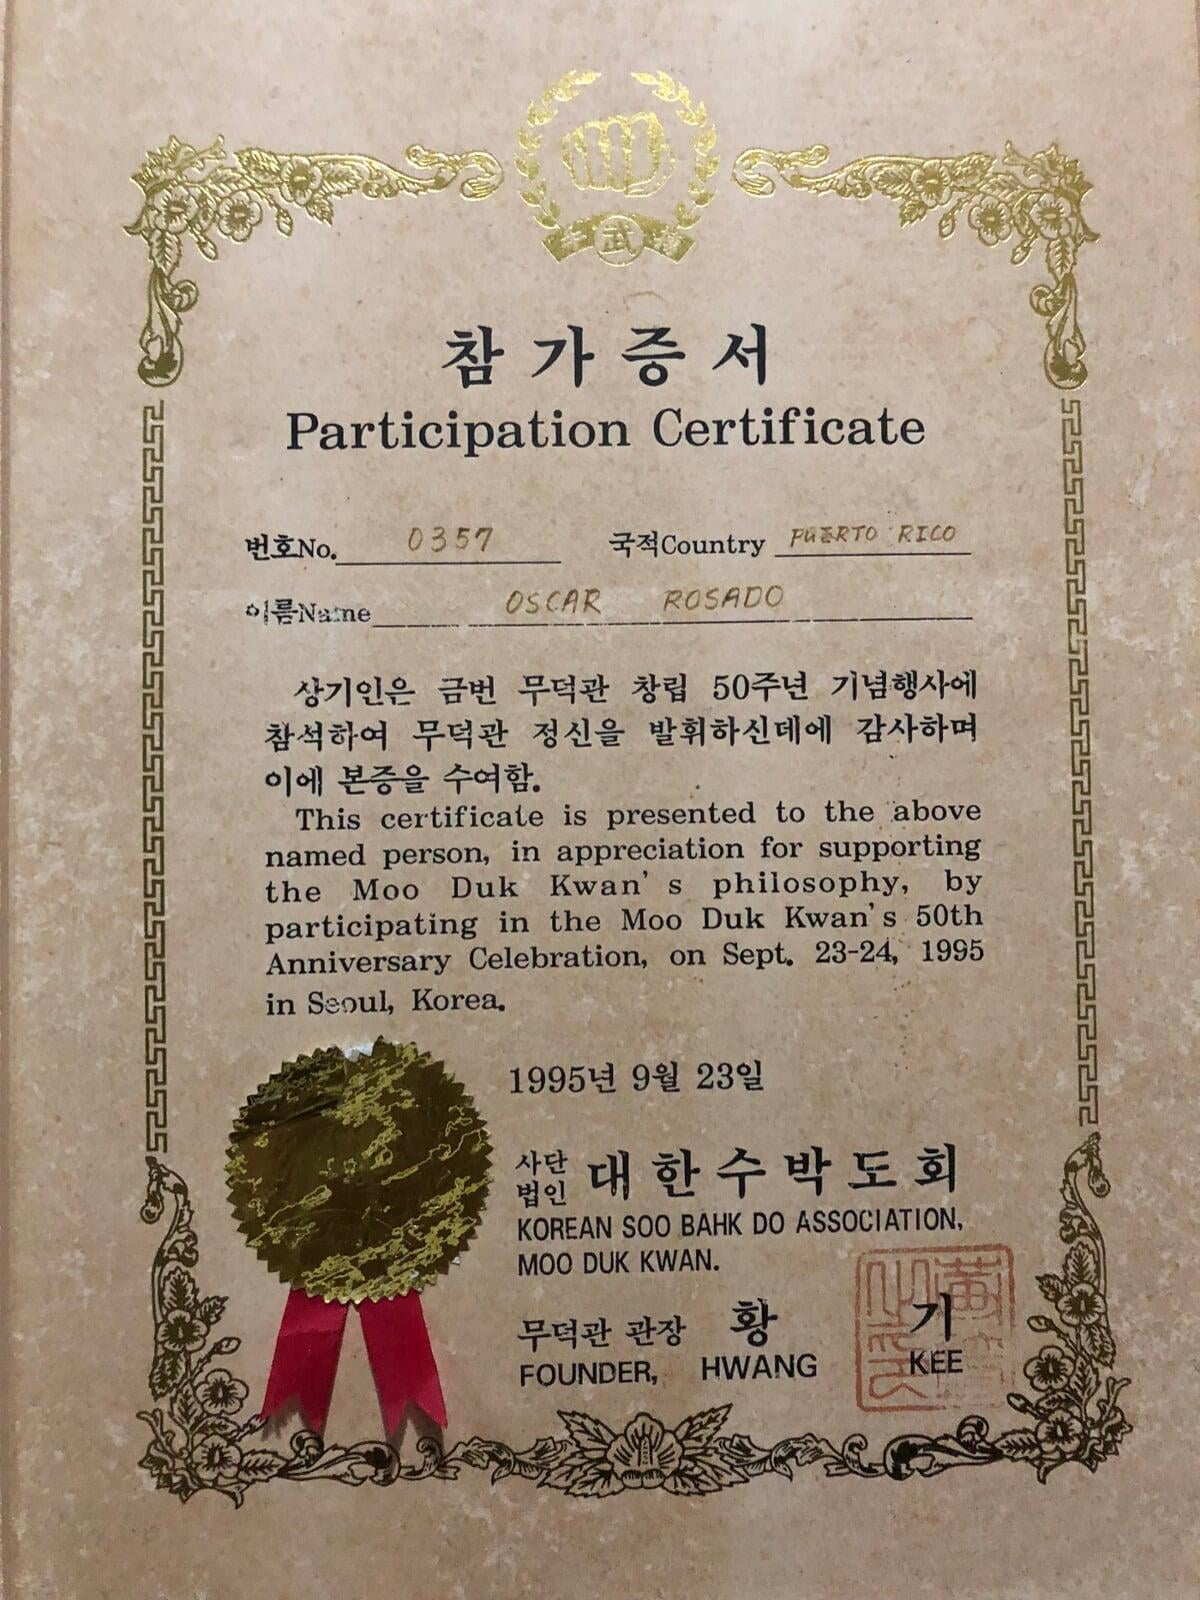 武
참가증서
Participation Certificate
번호No. 0357 국적Country PUERTO RICO
이름Name OSCAR ROSADO
상기인은 금번 무덕관 창립 50주년 기념행사에
참석하여 무덕관 정신을 발휘하신데에 감사하며
이에 본증을 수여함.
This certificate is presented to the above
named person, in appreciation for supporting
the Moo Duk Kwan's philosophy, by
participating in the Moo Duk Kwan's 50th
Anniversary Celebration, on Sept. 23-24, 1995
in Seoul, Korea.
1995년 9월 23일
사단법인 대한수박도회
KOREAN SOO BAHK DO ASSOCIATION,
MOO DUK KWAN.
무덕관 관장 황 기
FOUNDER, HWANG KEE